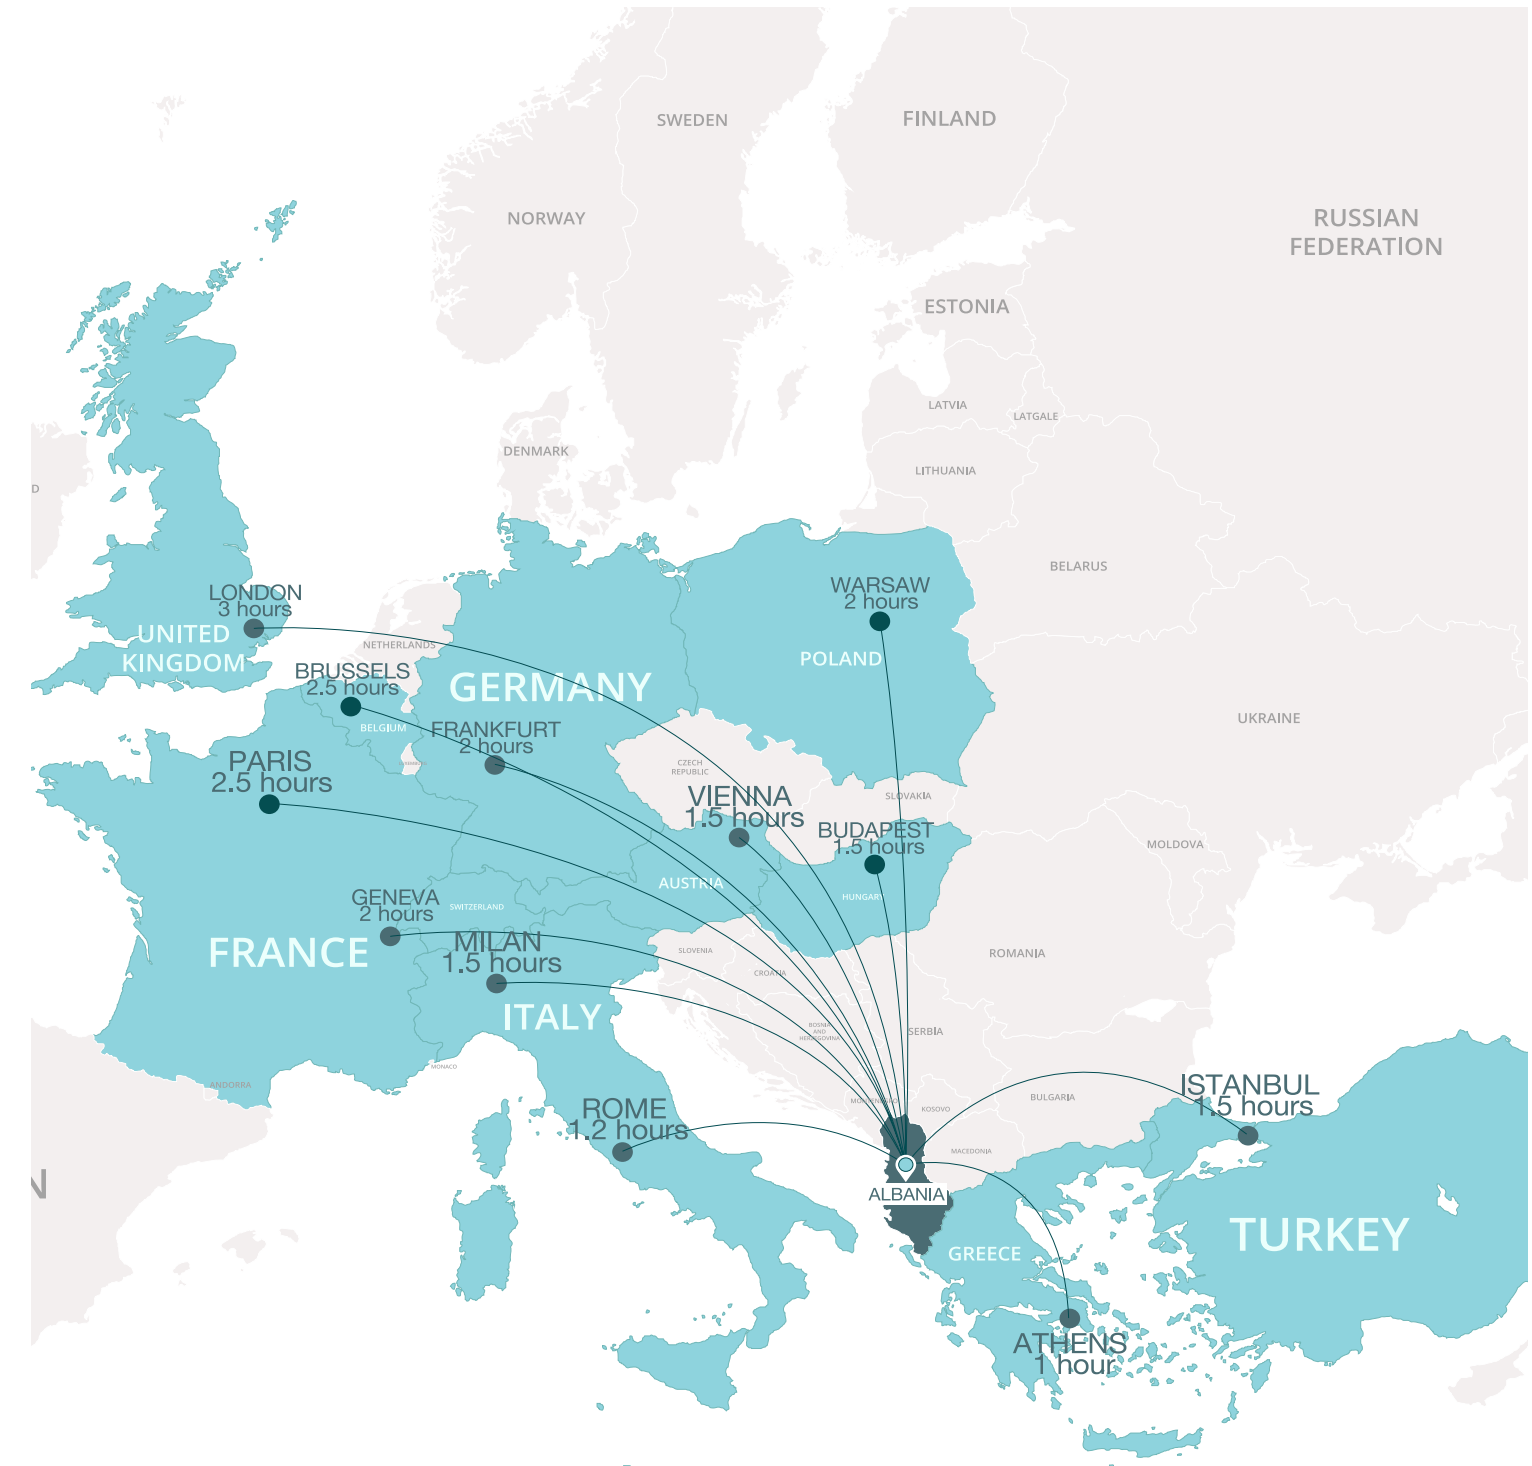 SWEDEN
FINLAND
NORWAY
RUSSIAN
FEDERATION
ESTONIA
LATVIA
LATGALE
DENMARK
LITHUANIA
D
BELARUS
LONDON
3 hours
UNITED
KINGDOM
WARSAW
2 hours
POLAND
NETHERLANDS
BRUSSELS
2.5 hours
BELGIUM
GERMANY
FRANKFURT
2 hours
UKRAINE
PARIS
2.5 hours
CZECH
REPUBLIC
SLOVAKIA
VIENNA
1.5 hours
BUDAPEST
1.5 hours
MOLDOVA
AUSTRIA
HUNGARY
GENEVA
2 hours
SWITZERLAND
FRANCE
MILAN
1.5 hours
ITALY
SLOVENIA
CROATIA
ROMANIA
BOSNIA
AND
HERZEGOVINA
SERBIA
MONACO
ANDORRA
ROME
1.2 hours
MONTENEGRO
KOSOVO
BULGARIA
ISTANBUL
1.5 hours
MACEDONIA
N
ALBANIA
GREECE
TURKEY
ATHENS
1 hour